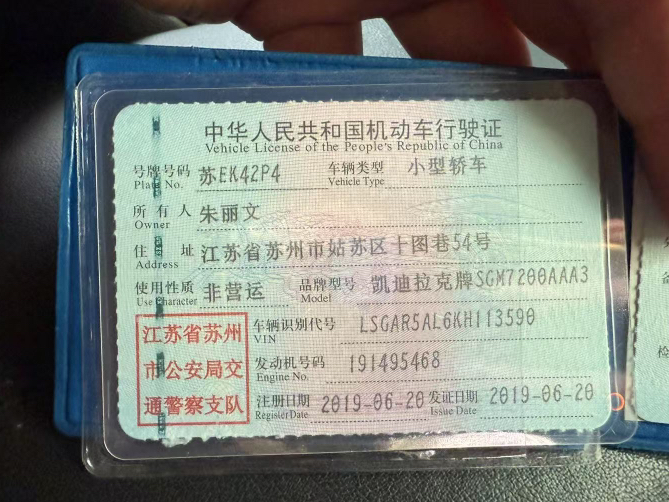 中华人民共和国机动车行驶证
Vehicle License of the People's Republic of China
号牌号码 苏EK42P4 车辆类型 小型轿车
Plate No. Vehicle Type
所有人 朱丽文
Owner
住址 江苏省苏州市姑苏区十图巷54号
Address
使用性质 非营运 品牌型号 凯迪拉克牌SGM7200AAA3
Use Character Model
江苏省苏州
市公安局交
通警察支队
车辆识别代号 LSGAR5AL6KH113590
VIN
发动机号码 191495468
Engine No.
注册日期 2019-06-20 发证日期 2019-06-20
Register Date Issue Date